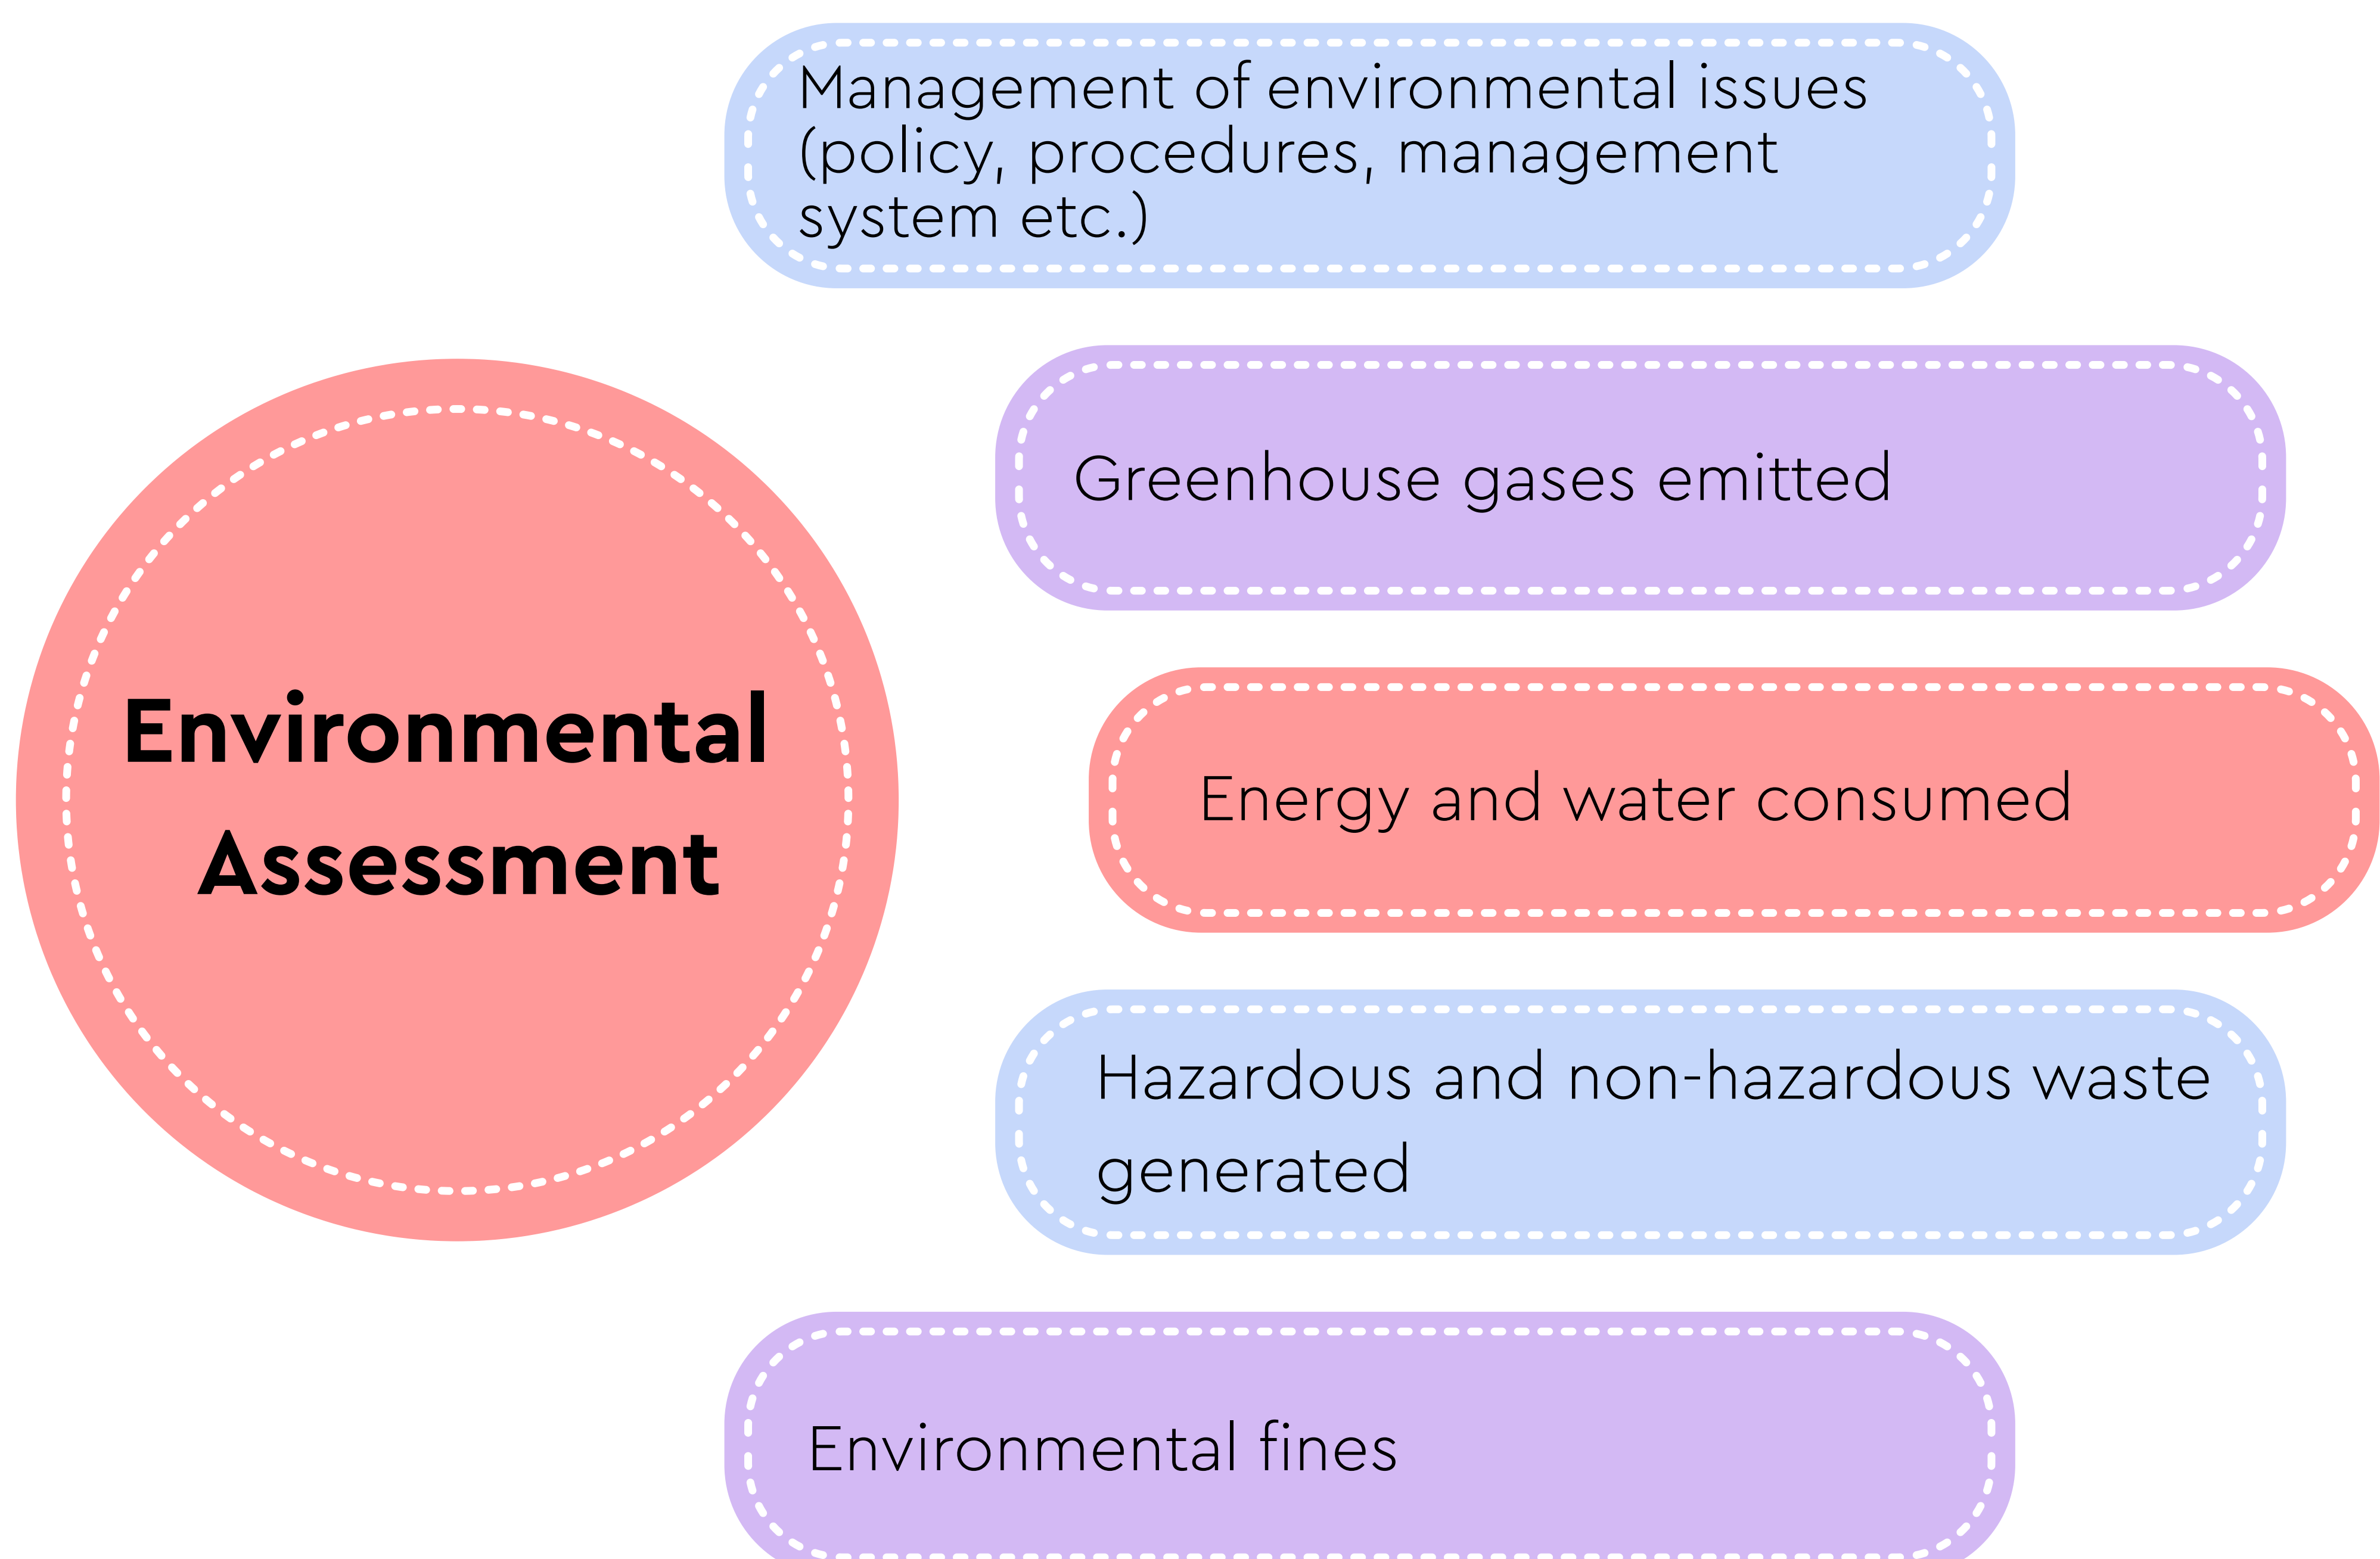 Management of environmental issues
(policy, procedures, management
system etc.)
Greenhouse gases emitted
Environmental
Assessment
Energy and water consumed
Hazardous and non-hazardous waste
generated
Environmental fines